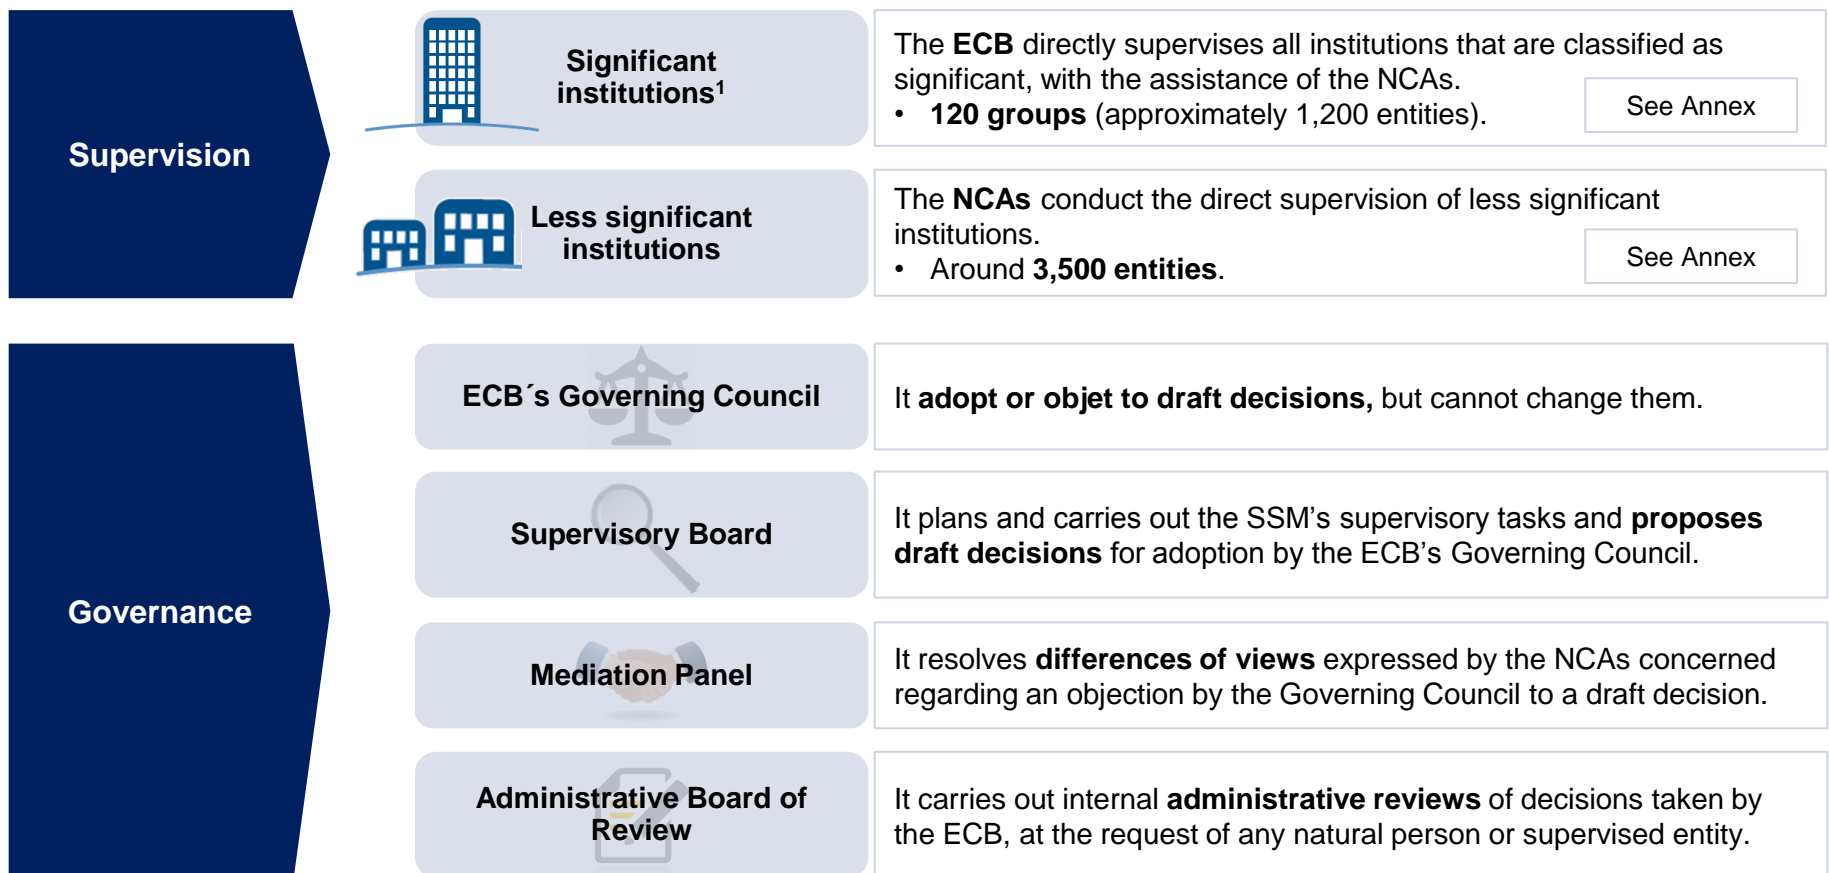 Supervision
Significant
institutions¹
The ECB directly supervises all institutions that are classified as
significant, with the assistance of the NCAs.
• 120 groups (approximately 1,200 entities).
See Annex
Less significant
institutions
The NCAs conduct the direct supervision of less significant
institutions.
• Around 3,500 entities.
See Annex
Governance
ECB´s Governing Council
It adopt or objet to draft decisions, but cannot change them.
Supervisory Board
It plans and carries out the SSM’s supervisory tasks and proposes
draft decisions for adoption by the ECB’s Governing Council.
Mediation Panel
It resolves differences of views expressed by the NCAs concerned
regarding an objection by the Governing Council to a draft decision.
Administrative Board of
Review
It carries out internal administrative reviews of decisions taken by
the ECB, at the request of any natural person or supervised entity.